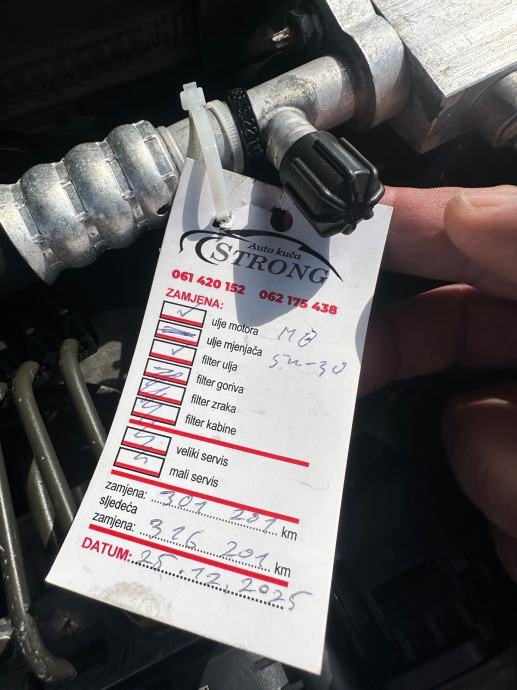 Auto kuća
STRONG
061 420 152 062 175 438
ZAMJENA:
✓ ulje motora MB
ulje mjenjača 5W-30
✓ filter ulja
filter goriva
filter zraka
filter kabine
veliki servis
mali servis
zamjena: 301 201 km
sljedeća
zamjena: 316 201 km
DATUM: 25.12.2025